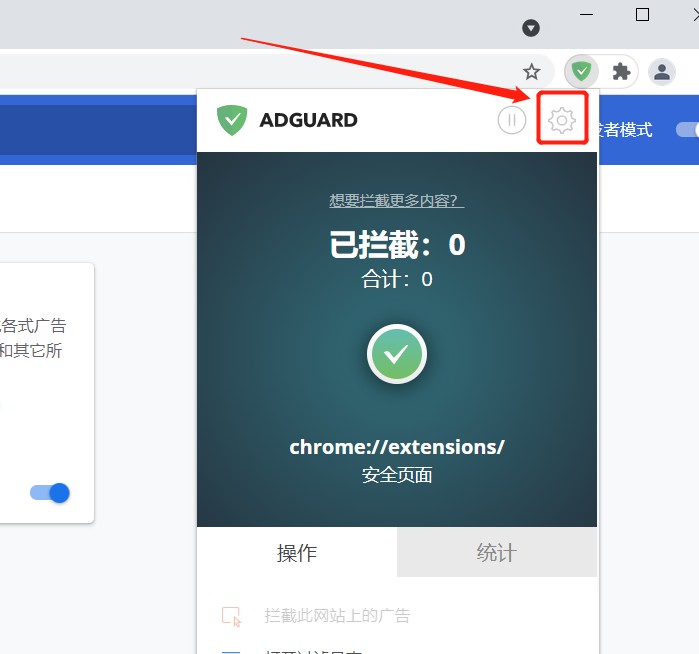 ADGUARD
者模式
想要拦截更多内容？
已拦截：0
合计：0
各式广告
和其它所
chrome://extensions/
安全页面
操作
统计
拦截此网站上的广告